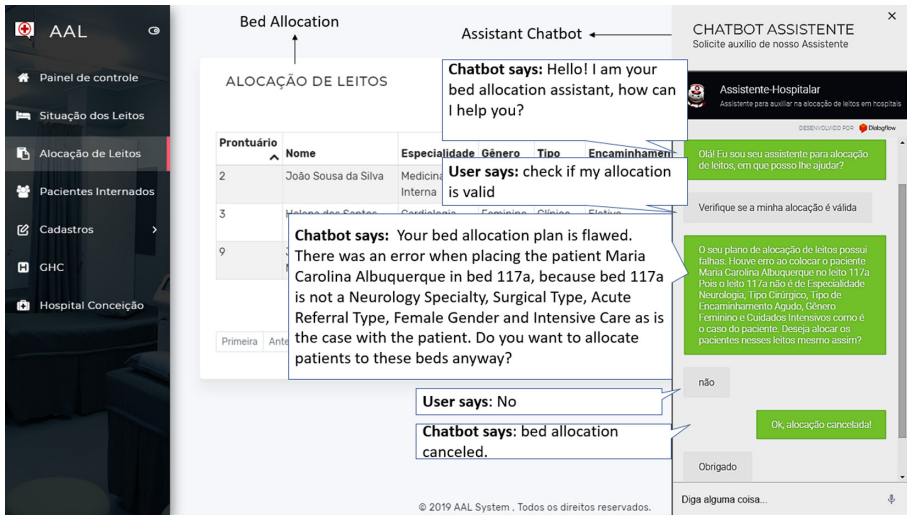 AAL
Painel de controle
Situação dos Leitos
Alocação de Leitos
Pacientes Internados
Cadastros
GHC
Hospital Conceição
Bed Allocation
Assistant Chatbot
ALOCAÇÃO DE LEITOS
Prontuário
Nome
Especialidade
Gênero
Tipo
Encaminhamen
2
João Sousa da Silva
Medicina
Interna
3
Helena dos Santos
Cardiologia
Feminino
Clínico
Eletivo
9
Primeira
Ante
Chatbot says: Hello! I am your
bed allocation assistant, how can
I help you?
User says: check if my allocation
is valid
Chatbot says: Your bed allocation plan is flawed.
There was an error when placing the patient Maria
Carolina Albuquerque in bed 117a, because bed 117a
is not a Neurology Specialty, Surgical Type, Acute
Referral Type, Female Gender and Intensive Care as is
the case with the patient. Do you want to allocate
patients to these beds anyway?
User says: No
Chatbot says: bed allocation
canceled.
© 2019 AAL System , Todos os direitos reservados.
CHATBOT ASSISTENTE
Solicite auxílio de nosso Assistente
Assistente-Hospitalar
Assistente para auxiliar na alocação de leitos em hospitais
DESENVOLVIDO POR Dialogflow
Olá! Eu sou seu assistente para alocação
de leitos, em que posso lhe ajudar?
Verifique se a minha alocação é válida
O seu plano de alocação de leitos possui
falhas. Houve erro ao colocar o paciente
Maria Carolina Albuquerque no leito 117a
Pois o leito 117a não é de Especialidade
Neurologia, Tipo Cirúrgico, Tipo de
Encaminhamento Agudo, Gênero
Feminino e Cuidados Intensivos como é
o caso do paciente. Deseja alocar os
pacientes nesses leitos mesmo assim?
não
Ok, alocação cancelada!
Obrigado
Diga alguma coisa...